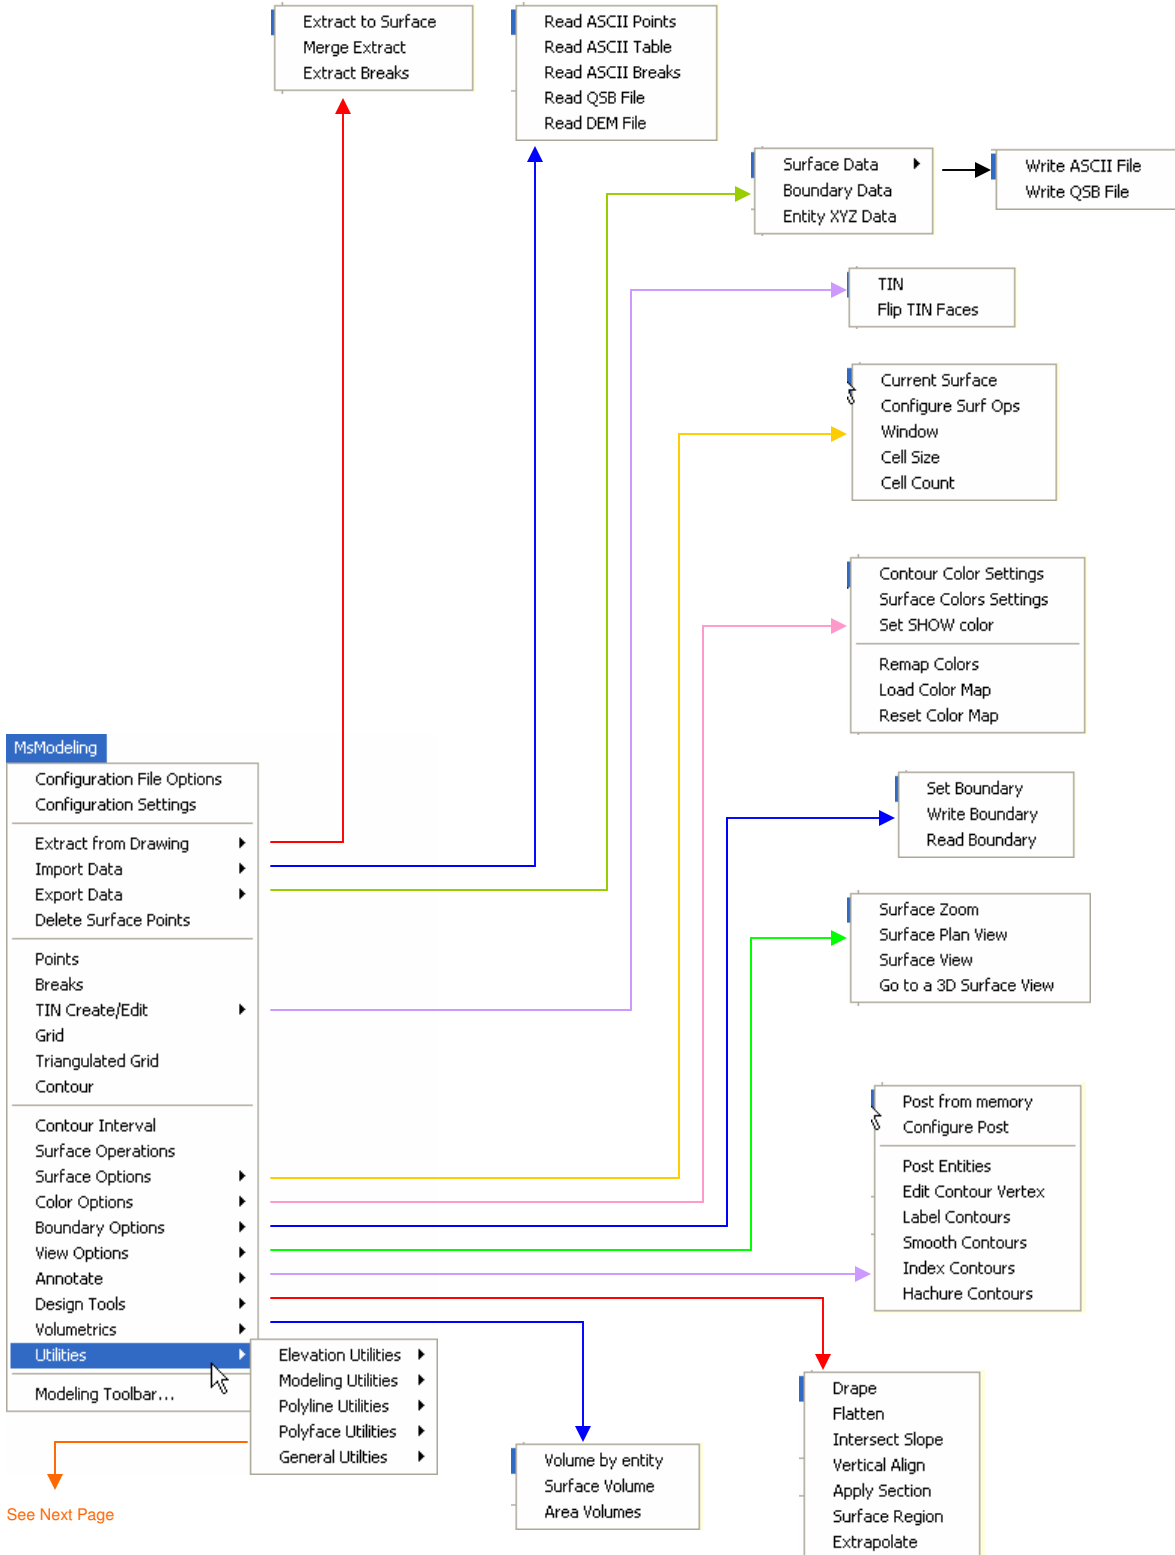 Extract to Surface
Merge Extract
Extract Breaks
Read ASCII Points
Read ASCII Table
Read ASCII Breaks
Read QSB File
Read DEM File
Surface Data
Boundary Data
Entity XYZ Data
Write ASCII File
Write QSB File
TIN
Flip TIN Faces
Current Surface
Configure Surf Ops
Window
Cell Size
Cell Count
Contour Color Settings
Surface Colors Settings
Set SHOW color
Remap Colors
Load Color Map
Reset Color Map
MsModeling
Configuration File Options
Configuration Settings
Extract from Drawing
Import Data
Export Data
Delete Surface Points
Points
Breaks
TIN Create/Edit
Grid
Triangulated Grid
Contour
Contour Interval
Surface Operations
Surface Options
Color Options
Boundary Options
View Options
Annotate
Design Tools
Volumetrics
Utilities
Modeling Toolbar...
Set Boundary
Write Boundary
Read Boundary
Surface Zoom
Surface Plan View
Surface View
Go to a 3D Surface View
Post from memory
Configure Post
Post Entities
Edit Contour Vertex
Label Contours
Smooth Contours
Index Contours
Hachure Contours
Elevation Utilities
Modeling Utilities
Polyline Utilities
Polyface Utilities
General Utilties
Volume by entity
Surface Volume
Area Volumes
Drape
Flatten
Intersect Slope
Vertical Align
Apply Section
Surface Region
Extrapolate
See Next Page